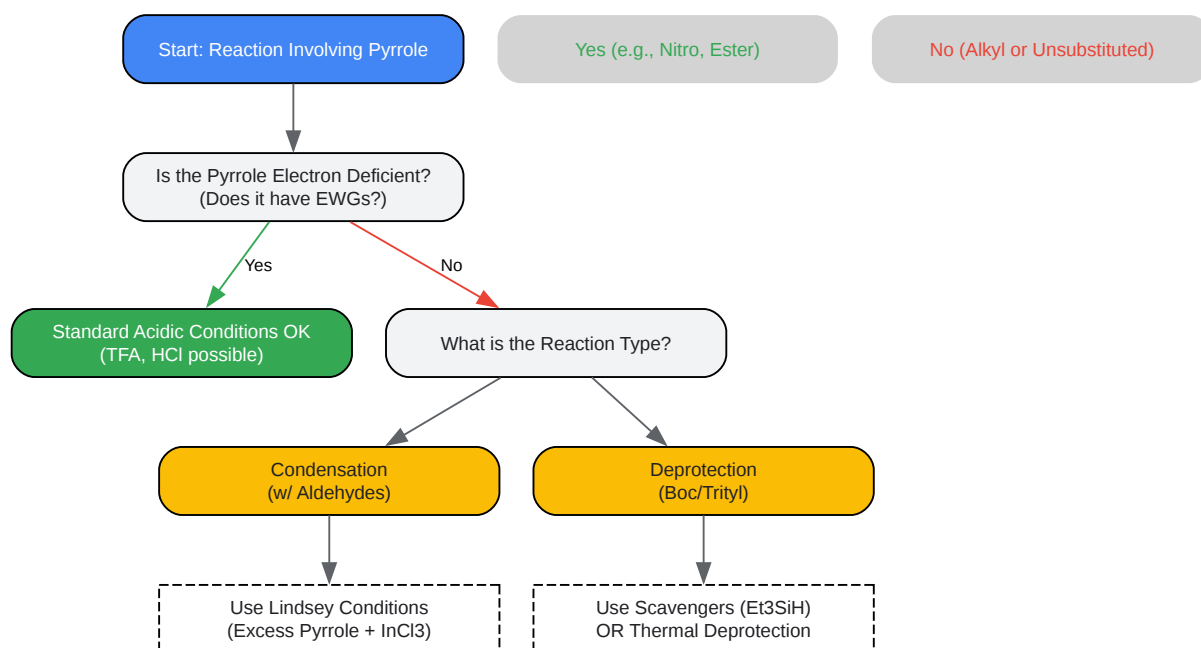 Start: Reaction Involving Pyrrole
Yes (e.g., Nitro, Ester)
No (Alkyl or Unsubstituted)
Is the Pyrrole Electron Deficient?
(Does it have EWGs?)
Yes
No
Standard Acidic Conditions OK
(TFA, HCl possible)
What is the Reaction Type?
Condensation
(w/ Aldehydes)
Deprotection
(Boc/Trityl)
Use Lindsey Conditions
(Excess Pyrrole + InCl3)
Use Scavengers (Et3SiH)
OR Thermal Deprotection